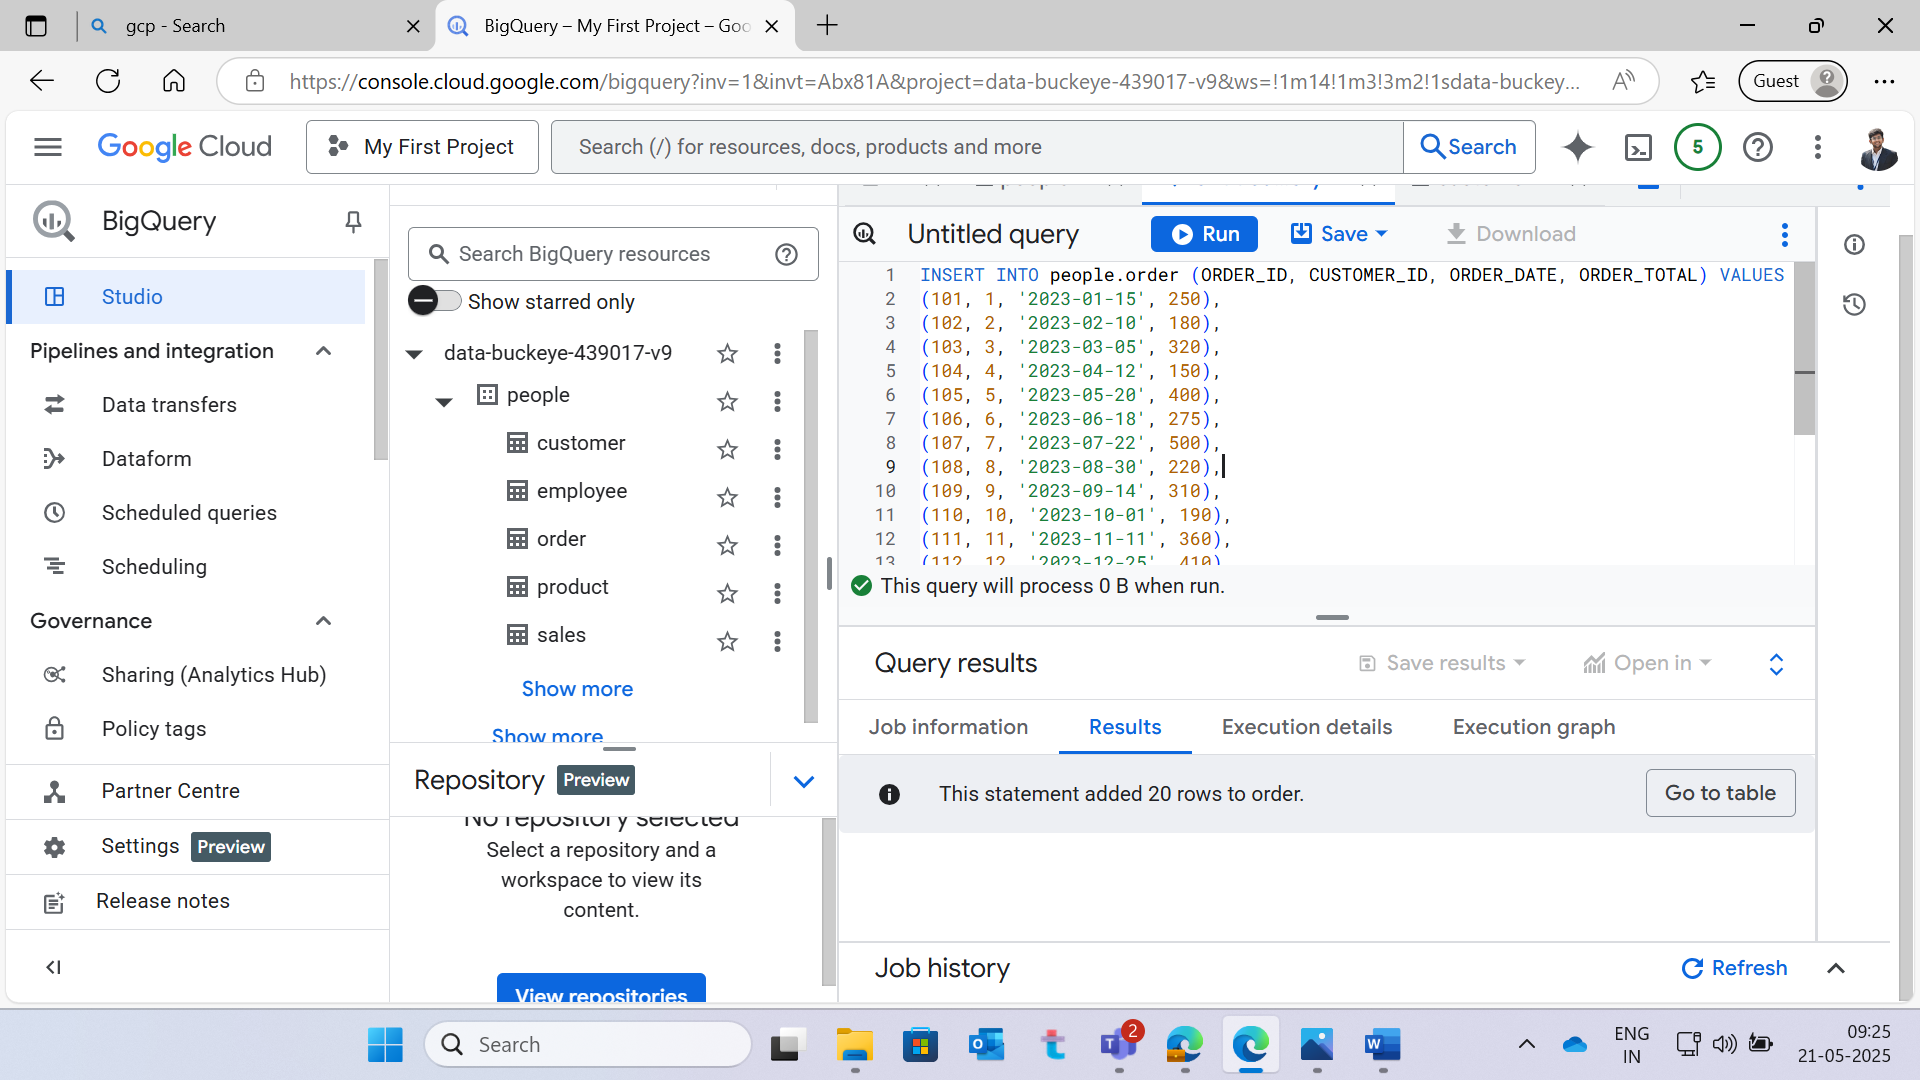 gcp - Search
BigQuery – My First Project – Goo
https://console.cloud.google.com/bigquery?inv=1&invt=Abx81A&project=data-buckeye-439017-v9&ws=!1m14!1m3!3m2!1sdata-buckey...
Guest
Google Cloud
My First Project
Search (/) for resources, docs, products and more
Search
5
BigQuery
Studio
Pipelines and integration
Data transfers
Dataform
Scheduled queries
Scheduling
Governance
Sharing (Analytics Hub)
Policy tags
Partner Centre
Settings Preview
Release notes
Search BigQuery resources
Show starred only
data-buckeye-439017-v9
people
customer
employee
order
product
sales
Show more
Show more
Repository Preview
No repository selected
Select a repository and a
workspace to view its
content.
View repositories
Untitled query
Run
Save
Download
1 INSERT INTO people.order (ORDER_ID, CUSTOMER_ID, ORDER_DATE, ORDER_TOTAL) VALUES
2 (101, 1, '2023-01-15', 250),
3 (102, 2, '2023-02-10', 180),
4 (103, 3, '2023-03-05', 320),
5 (104, 4, '2023-04-12', 150),
6 (105, 5, '2023-05-20', 400),
7 (106, 6, '2023-06-18', 275),
8 (107, 7, '2023-07-22', 500),
9 (108, 8, '2023-08-30', 220),
10 (109, 9, '2023-09-14', 310),
11 (110, 10, '2023-10-01', 190),
12 (111, 11, '2023-11-11', 360),
13 (112, 12, '2023-12-25', 410)
This query will process 0 B when run.
Query results
Save results
Open in
Job information
Results
Execution details
Execution graph
This statement added 20 rows to order.
Go to table
Job history
Refresh
Search
2
ENG
IN
09:25
21-05-2025